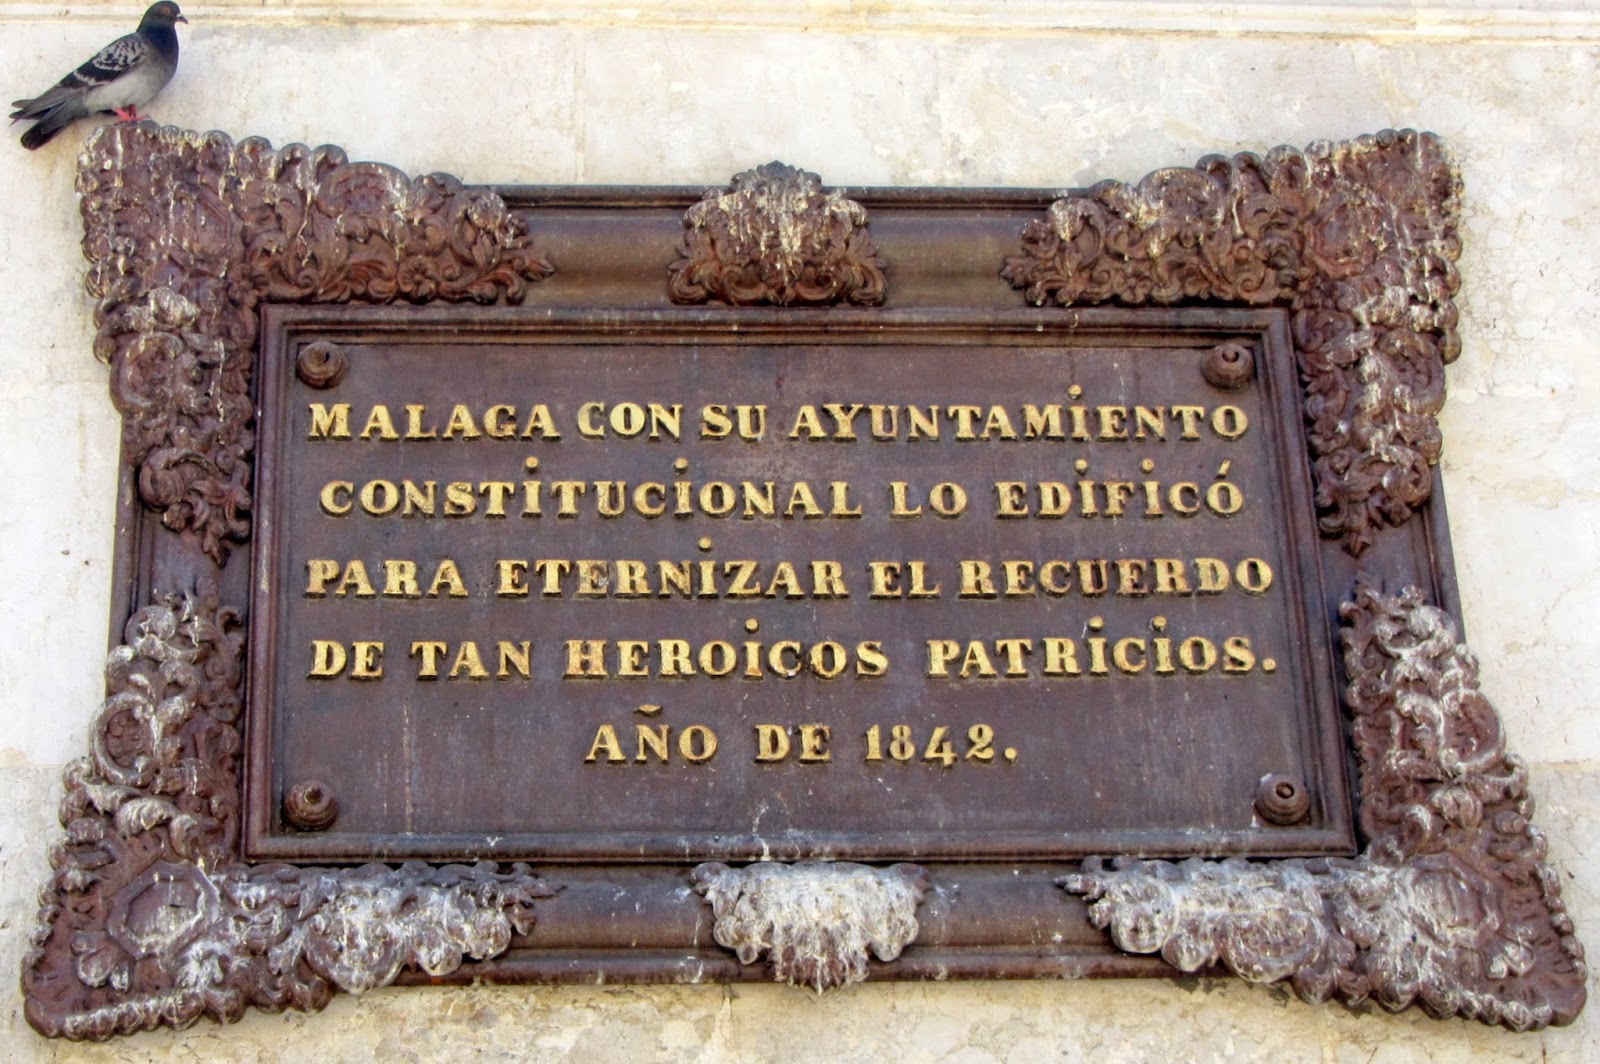 MALAGA CON SU AYUNTAMiENTO
CONSTiTUCiONAL LO EDiFiCÓ
PARA ETERNiZAR EL RECUERDO
DE TAN HEROiCOS PATRiCiOS.
AÑO DE 1842.